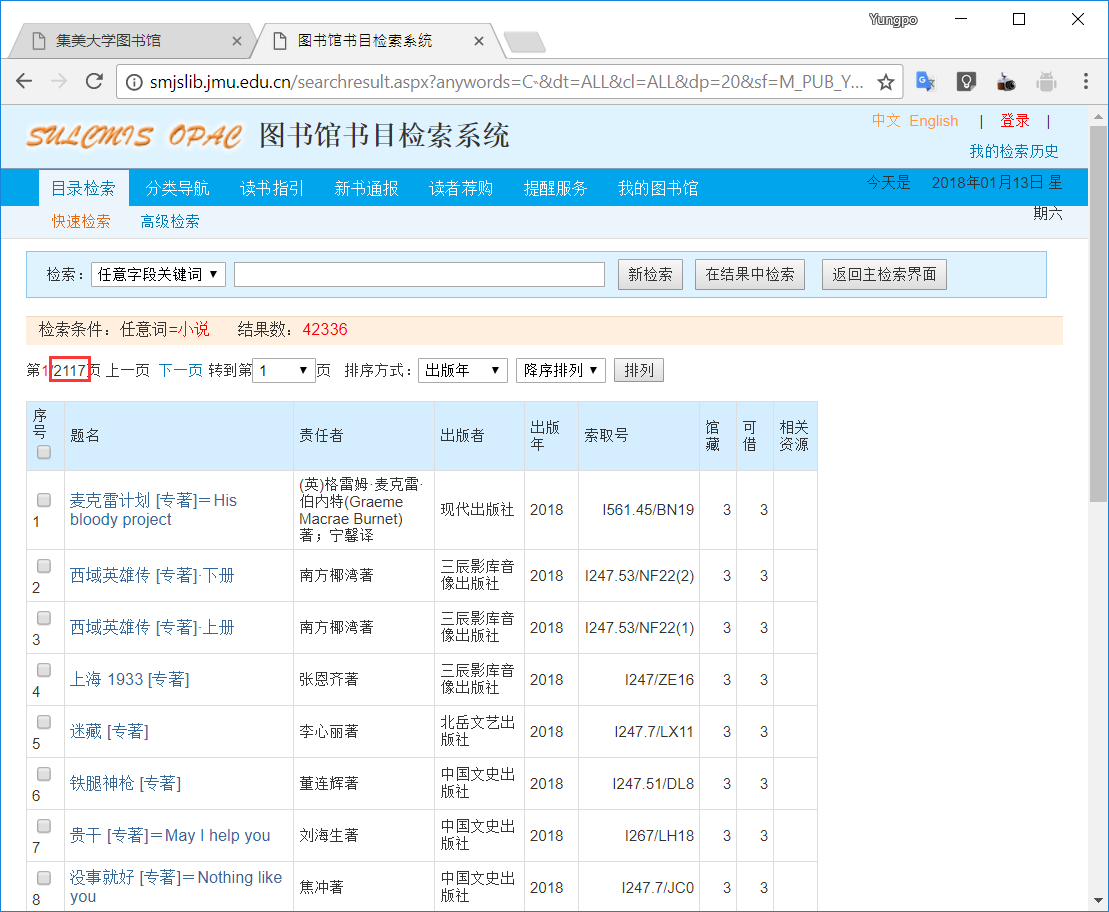 Yungpo
集美大学图书馆
图书馆书目检索系统
smjslib.jmu.edu.cn/searchresult.aspx?anywords=C·&dt=ALL&cl=ALL&dp=20&sf=M_PUB_Y...
SULCMIS OPAC 图书馆书目检索系统
中文 English | 登录 |
我的检索历史
目录检索 分类导航 读书指引 新书通报 读者荐购 提醒服务 我的图书馆
今天是 2018年01月13日 星
期六
快速检索 高级检索
检索： 任意字段关键词 新检索 在结果中检索 返回主检索界面
检索条件：任意词=小说 结果数：42336
第1/2117页 上一页 下一页 转到第 1 页 排序方式： 出版年 降序排列 排列
序
号
题名
责任者
出版者
出版
年
索取号
馆
藏
可
借
相关
资源
1
麦克雷计划 [专著]＝His
bloody project
(英)格雷姆·麦克雷·
伯内特(Graeme
Macrae Burnet)
著；宁馨译
现代出版社
2018
I561.45/BN19
3
3
2
西域英雄传 [专著]·下册
南方椰湾著
三辰影库音
像出版社
2018
I247.53/NF22(2)
3
3
3
西域英雄传 [专著]·上册
南方椰湾著
三辰影库音
像出版社
2018
I247.53/NF22(1)
3
3
4
上海 1933 [专著]
张恩齐著
三辰影库音
像出版社
2018
I247/ZE16
3
3
5
迷藏 [专著]
李心丽著
北岳文艺出
版社
2018
I247.7/LX11
3
3
6
铁腿神枪 [专著]
董连辉著
中国文史出
版社
2018
I247.51/DL8
3
3
7
贵干 [专著]＝May I help you
刘海生著
中国文史出
版社
2018
I267/LH18
3
3
8
没事就好 [专著]＝Nothing like
you
焦冲著
中国文史出
版社
2018
I247.7/JC0
3
3